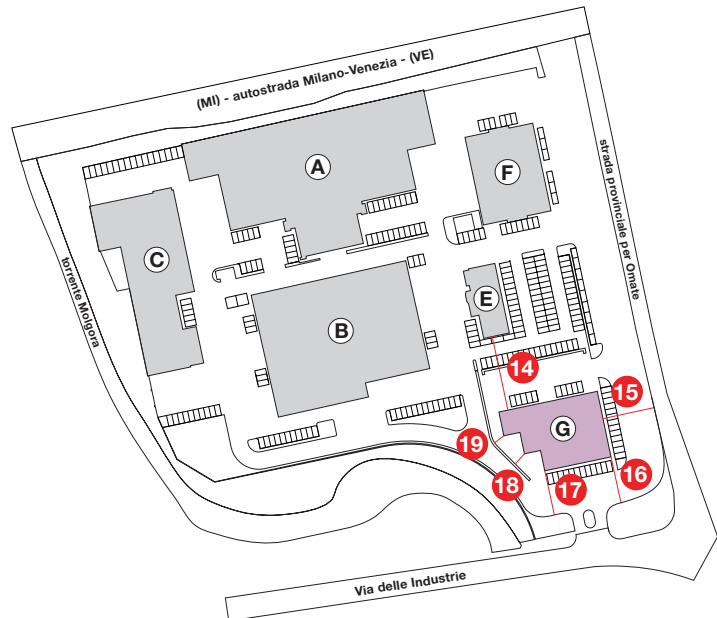 (MI) - autostrada Milano-Venezia - (VE)
strada provinciale per Omate
torrente Molgora
A
F
C
E
B
14
15
G
19
18
17
16
Via delle Industrie